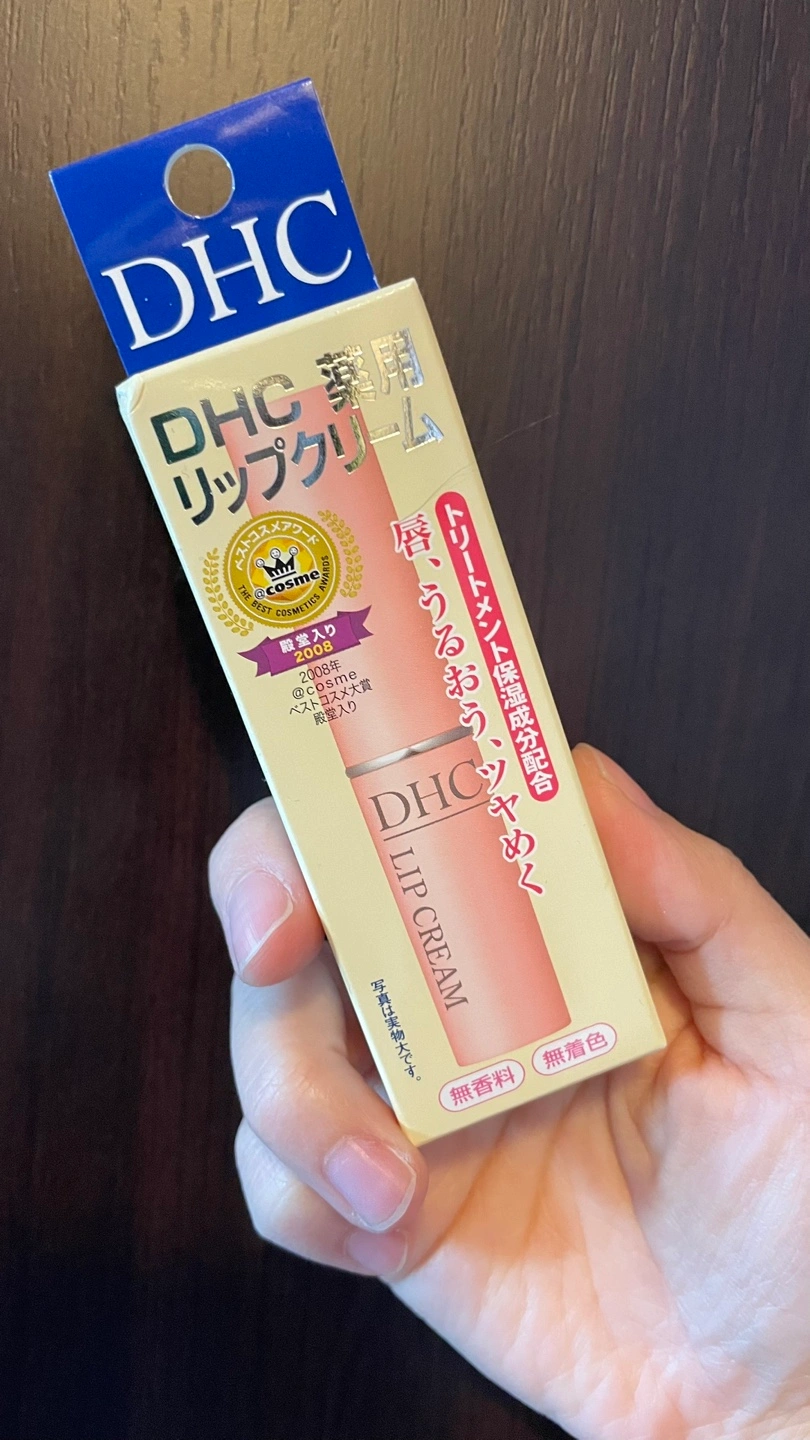 DHC
DHC 薬用
リップクリーム
ベストコスメアワード
@cosme
THE BEST COSMETICS AWARDS
殿堂入り
2008
2008年
@cosme
ベストコスメ大賞
殿堂入り
トリートメント保湿成分配合
唇、うるおう、ツヤめく
DHC
LIP CREAM
写真は実物大です。
無香料
無着色